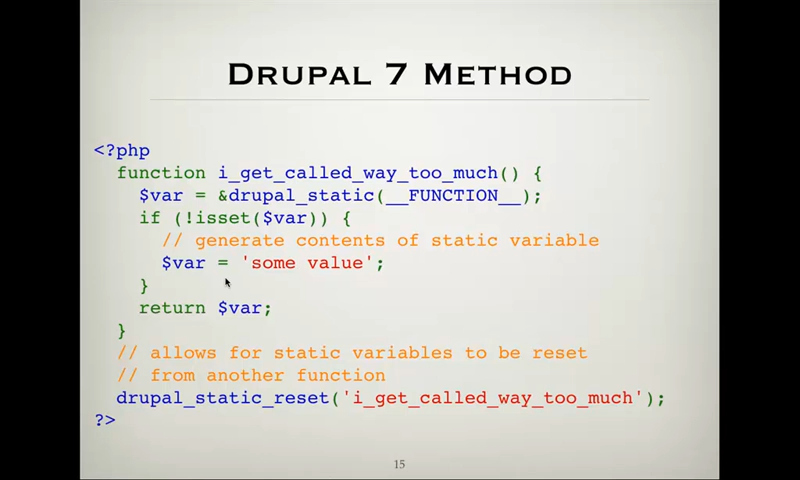 DRUPAL 7 METHOD
<?php
function i_get_called_way_too_much() {
$var = &drupal_static(__FUNCTION__);
if (!isset($var)) {
// generate contents of static variable
$var = 'some value';
}
return $var;
}
// allows for static variables to be reset
// from another function
drupal_static_reset('i_get_called_way_too_much');
?>
15